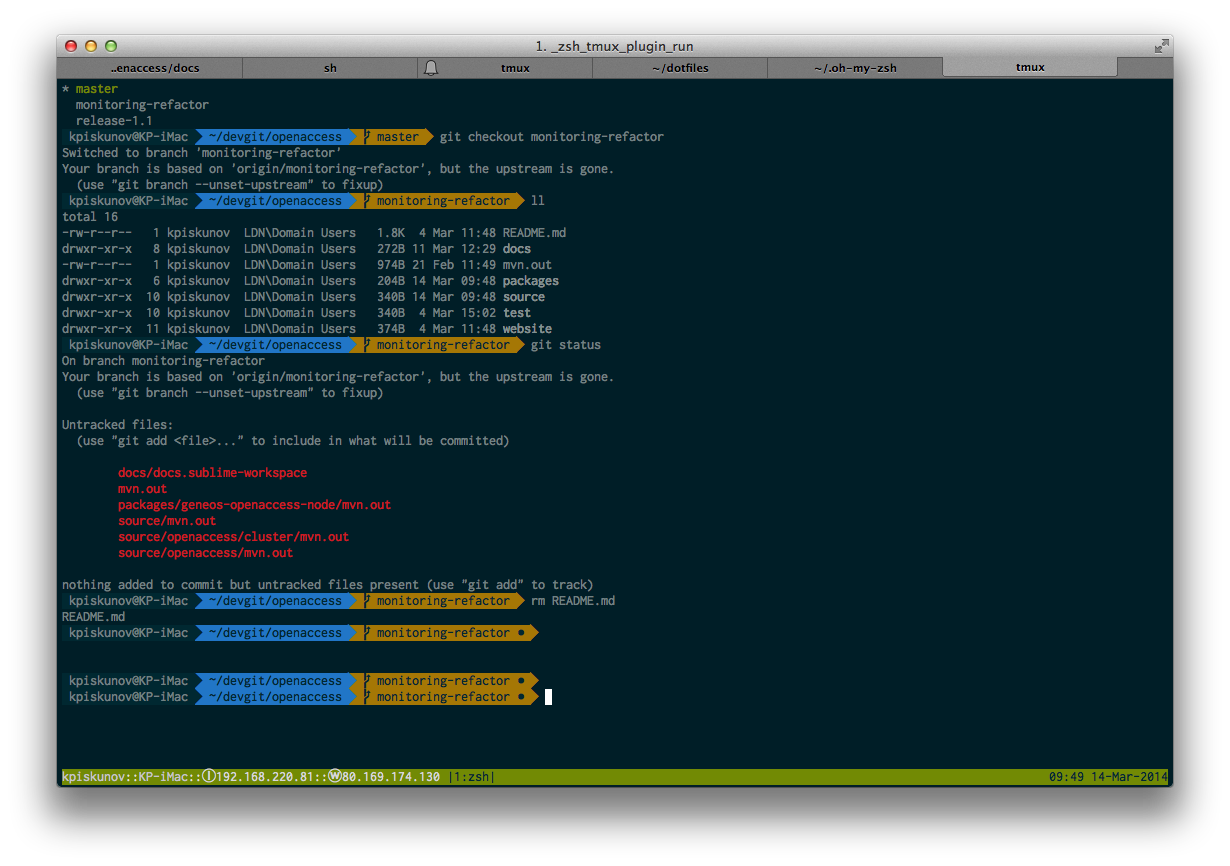 1. _zsh_tmux_plugin_run
..enaccess/docs sh tmux ~/dotfiles ~/.oh-my-zsh tmux
* master
  monitoring-refactor
  release-1.1
kpiskunov@KP-iMac ~/devgit/openaccess master git checkout monitoring-refactor
Switched to branch 'monitoring-refactor'
Your branch is based on 'origin/monitoring-refactor', but the upstream is gone.
  (use "git branch --unset-upstream" to fixup)
kpiskunov@KP-iMac ~/devgit/openaccess monitoring-refactor ll
total 16
-rw-r--r--   1 kpiskunov  LDN\Domain Users   1.8K  4 Mar 11:48 README.md
drwxr-xr-x   8 kpiskunov  LDN\Domain Users   272B 11 Mar 12:29 docs
-rw-r--r--   1 kpiskunov  LDN\Domain Users   974B 21 Feb 11:49 mvn.out
drwxr-xr-x   6 kpiskunov  LDN\Domain Users   204B 14 Mar 09:48 packages
drwxr-xr-x  10 kpiskunov  LDN\Domain Users   340B 14 Mar 09:48 source
drwxr-xr-x  10 kpiskunov  LDN\Domain Users   340B  4 Mar 15:02 test
drwxr-xr-x  11 kpiskunov  LDN\Domain Users   374B  4 Mar 11:48 website
kpiskunov@KP-iMac ~/devgit/openaccess monitoring-refactor git status
On branch monitoring-refactor
Your branch is based on 'origin/monitoring-refactor', but the upstream is gone.
  (use "git branch --unset-upstream" to fixup)
Untracked files:
  (use "git add <file>..." to include in what will be committed)
docs/docs.sublime-workspace
mvn.out
packages/geneos-openaccess-node/mvn.out
source/mvn.out
source/openaccess/cluster/mvn.out
source/openaccess/mvn.out
nothing added to commit but untracked files present (use "git add" to track)
kpiskunov@KP-iMac ~/devgit/openaccess monitoring-refactor rm README.md
README.md
kpiskunov@KP-iMac ~/devgit/openaccess monitoring-refactor ●
kpiskunov@KP-iMac ~/devgit/openaccess monitoring-refactor ●
kpiskunov@KP-iMac ~/devgit/openaccess monitoring-refactor ●
kpiskunov::KP-iMac::Ⓛ192.168.220.81::Ⓦ80.169.174.130 |1:zsh| 09:49 14-Mar-2014